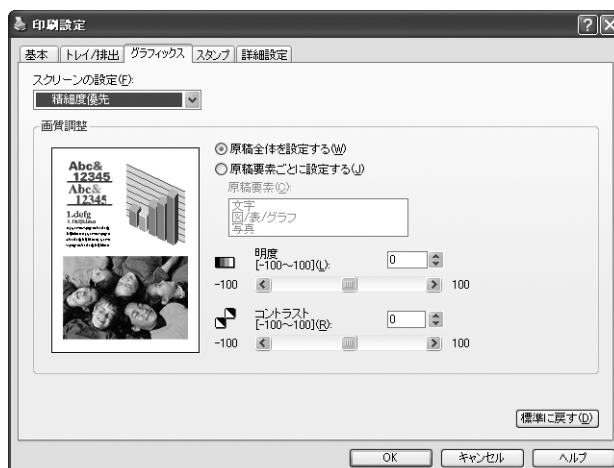 印刷設定
基本 トレイ/排出 グラフィックス スタンプ 詳細設定
スクリーンの設定(F):
精細度優先
画質調整
原稿全体を設定する(W)
原稿要素ごとに設定する(J)
原稿要素(C):
文字
図/表/グラフ
写真
Abc&
12345
Abc&
12345
1.defg
明度
[-100～100](L):
0
-100
100
コントラスト
[-100～100](R):
0
-100
100
標準に戻す(D)
OK キャンセル ヘルプ